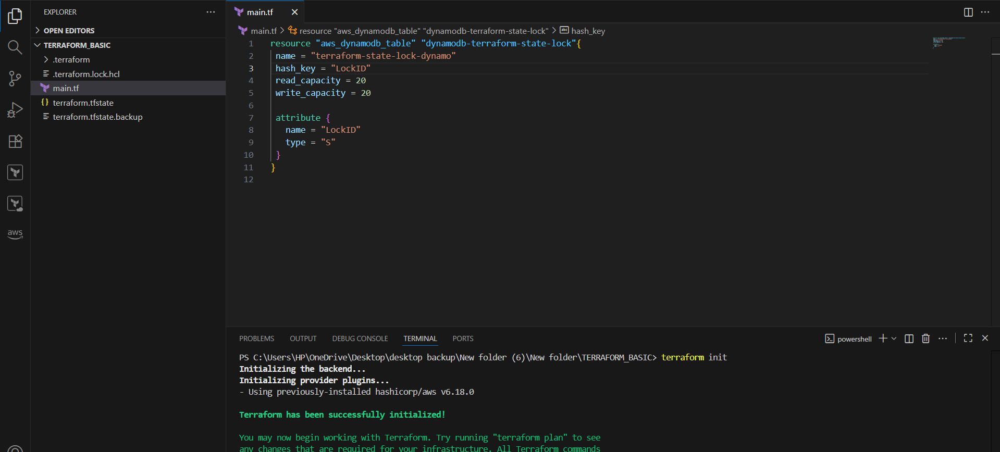 EXPLORER
OPEN EDITORS
TERRAFORM_BASIC
.terraform
.terraform.lock.hcl
main.tf
terraform.tfstate
terraform.tfstate.backup
aws
main.tf
main.tf > resource "aws_dynamodb_table" "dynamodb-terraform-state-lock" > abc hash_key
1 resource "aws_dynamodb_table" "dynamodb-terraform-state-lock"{
2 name = "terraform-state-lock-dynamo"
3 hash_key = "LockID"
4 read_capacity = 20
5 write_capacity = 20
6
7 attribute {
8 name = "LockID"
9 type = "S"
10 }
11 }
12
PROBLEMS OUTPUT DEBUG CONSOLE TERMINAL PORTS
powershell
PS C:\Users\HP\OneDrive\Desktop\desktop backup\New folder (6)\New folder\TERRAFORM_BASIC> terraform init
Initializing the backend...
Initializing provider plugins...
- Using previously-installed hashicorp/aws v6.18.0
Terraform has been successfully initialized!
You may now begin working with Terraform. Try running "terraform plan" to see
any changes that are required for your infrastructure. All Terraform commands